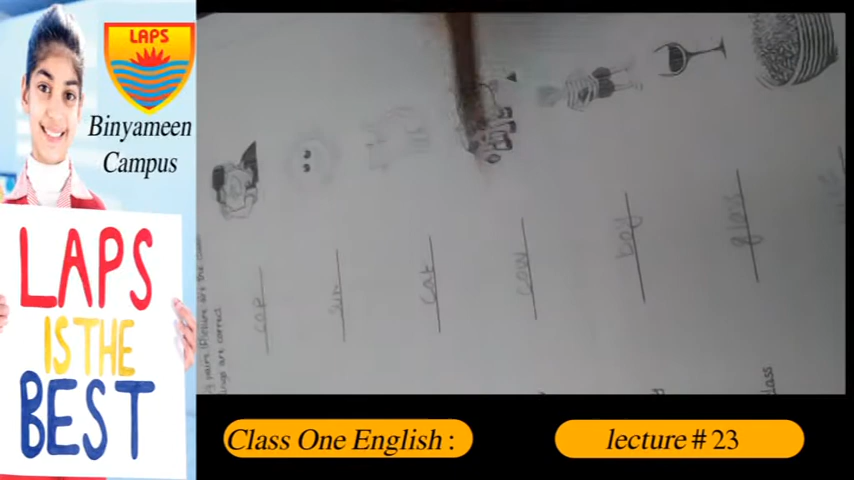 LAPS
Binyameen
Campus
LAPS
IS THE
BEST
cap
sun
cat
cow
boy
glass
Class One English :
lecture # 23